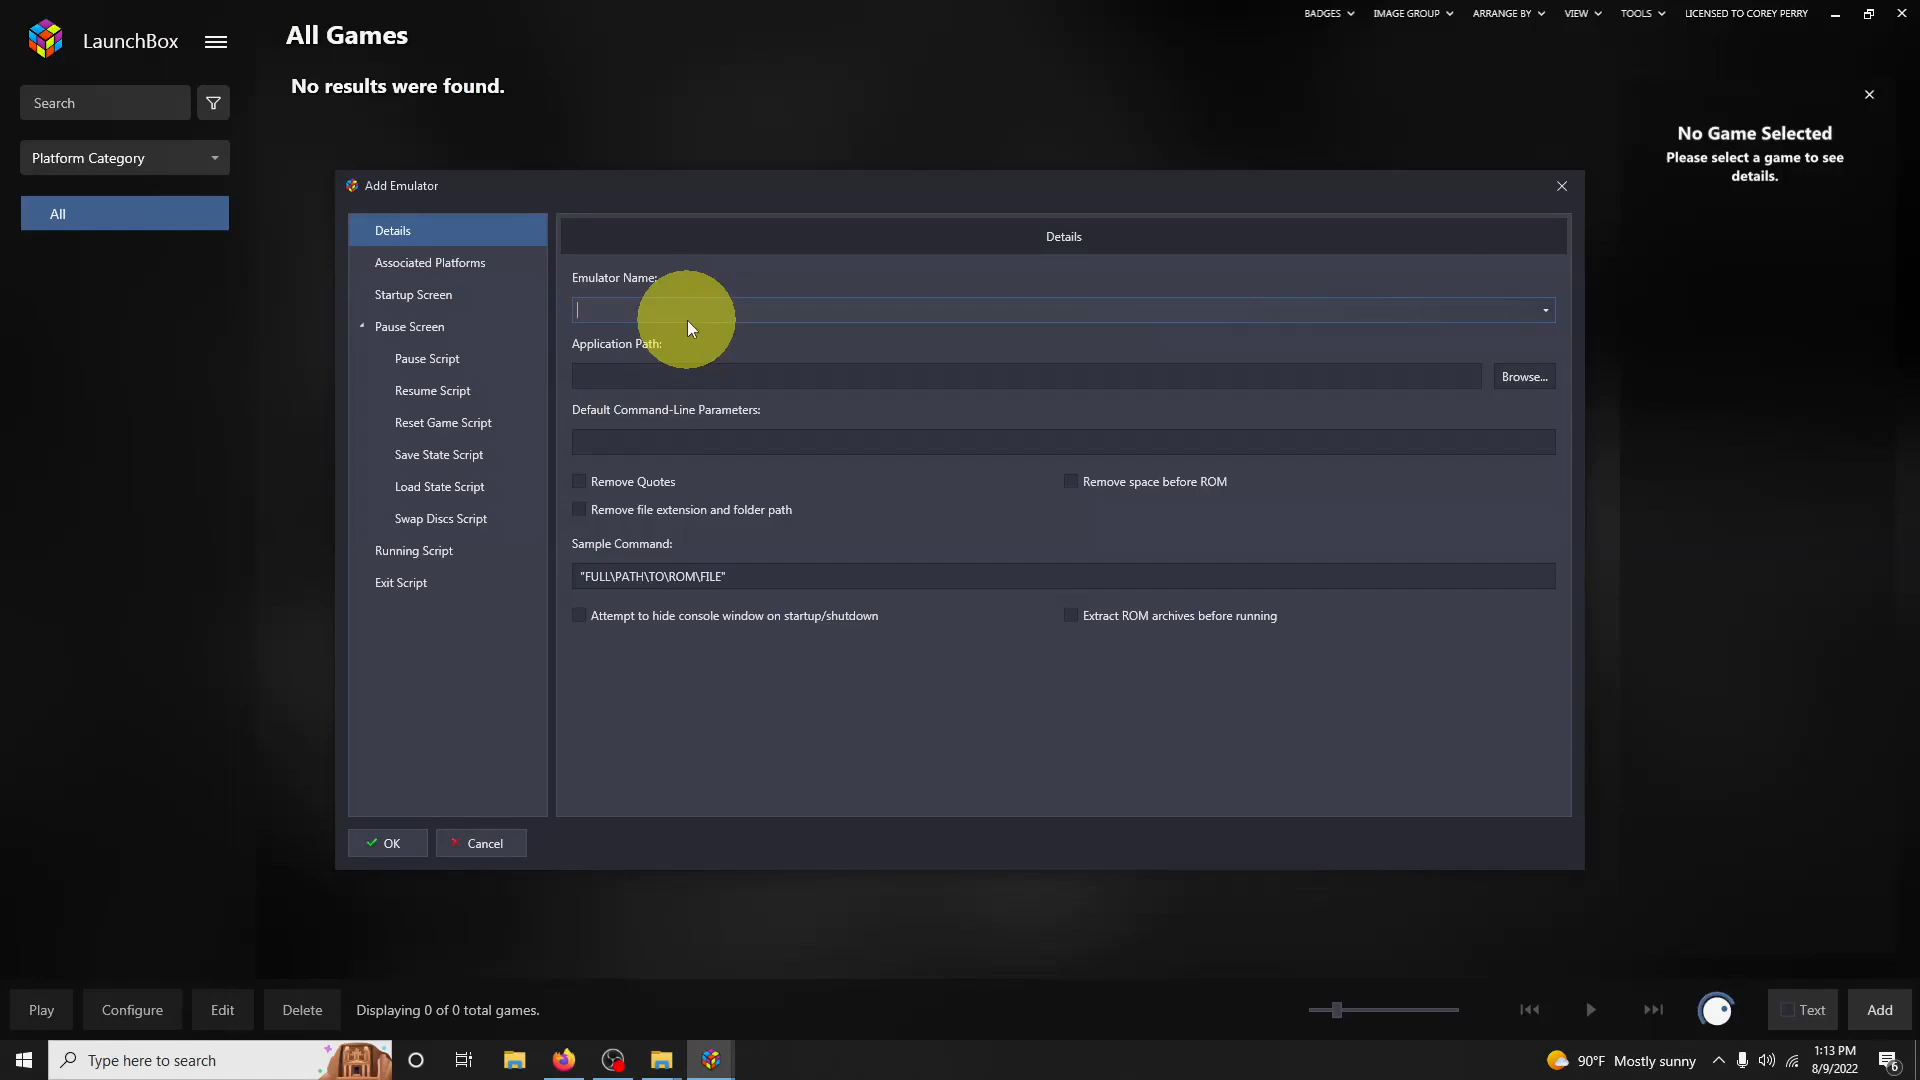 LaunchBox
All Games
BADGES
IMAGE GROUP
ARRANGE BY
VIEW
TOOLS
LICENSED TO COREY PERRY
No results were found.
Search
Platform Category
All
No Game Selected
Please select a game to see
details.
Add Emulator
Details
Associated Platforms
Startup Screen
Pause Screen
Pause Script
Resume Script
Reset Game Script
Save State Script
Load State Script
Swap Discs Script
Running Script
Exit Script
Details
Emulator Name:
Application Path:
Browse...
Default Command-Line Parameters:
Remove Quotes
Remove space before ROM
Remove file extension and folder path
Sample Command:
"FULL\PATH\TO\ROM\FILE"
Attempt to hide console window on startup/shutdown
Extract ROM archives before running
OK
Cancel
Play
Configure
Edit
Delete
Displaying 0 of 0 total games.
Text
Add
Type here to search
90°F Mostly sunny
1:13 PM
8/9/2022
6